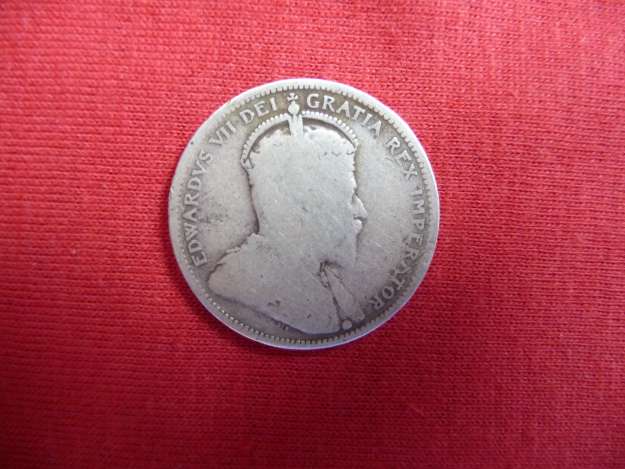 EDWARDVS VII DEI GRATIA REX IMPERATOR